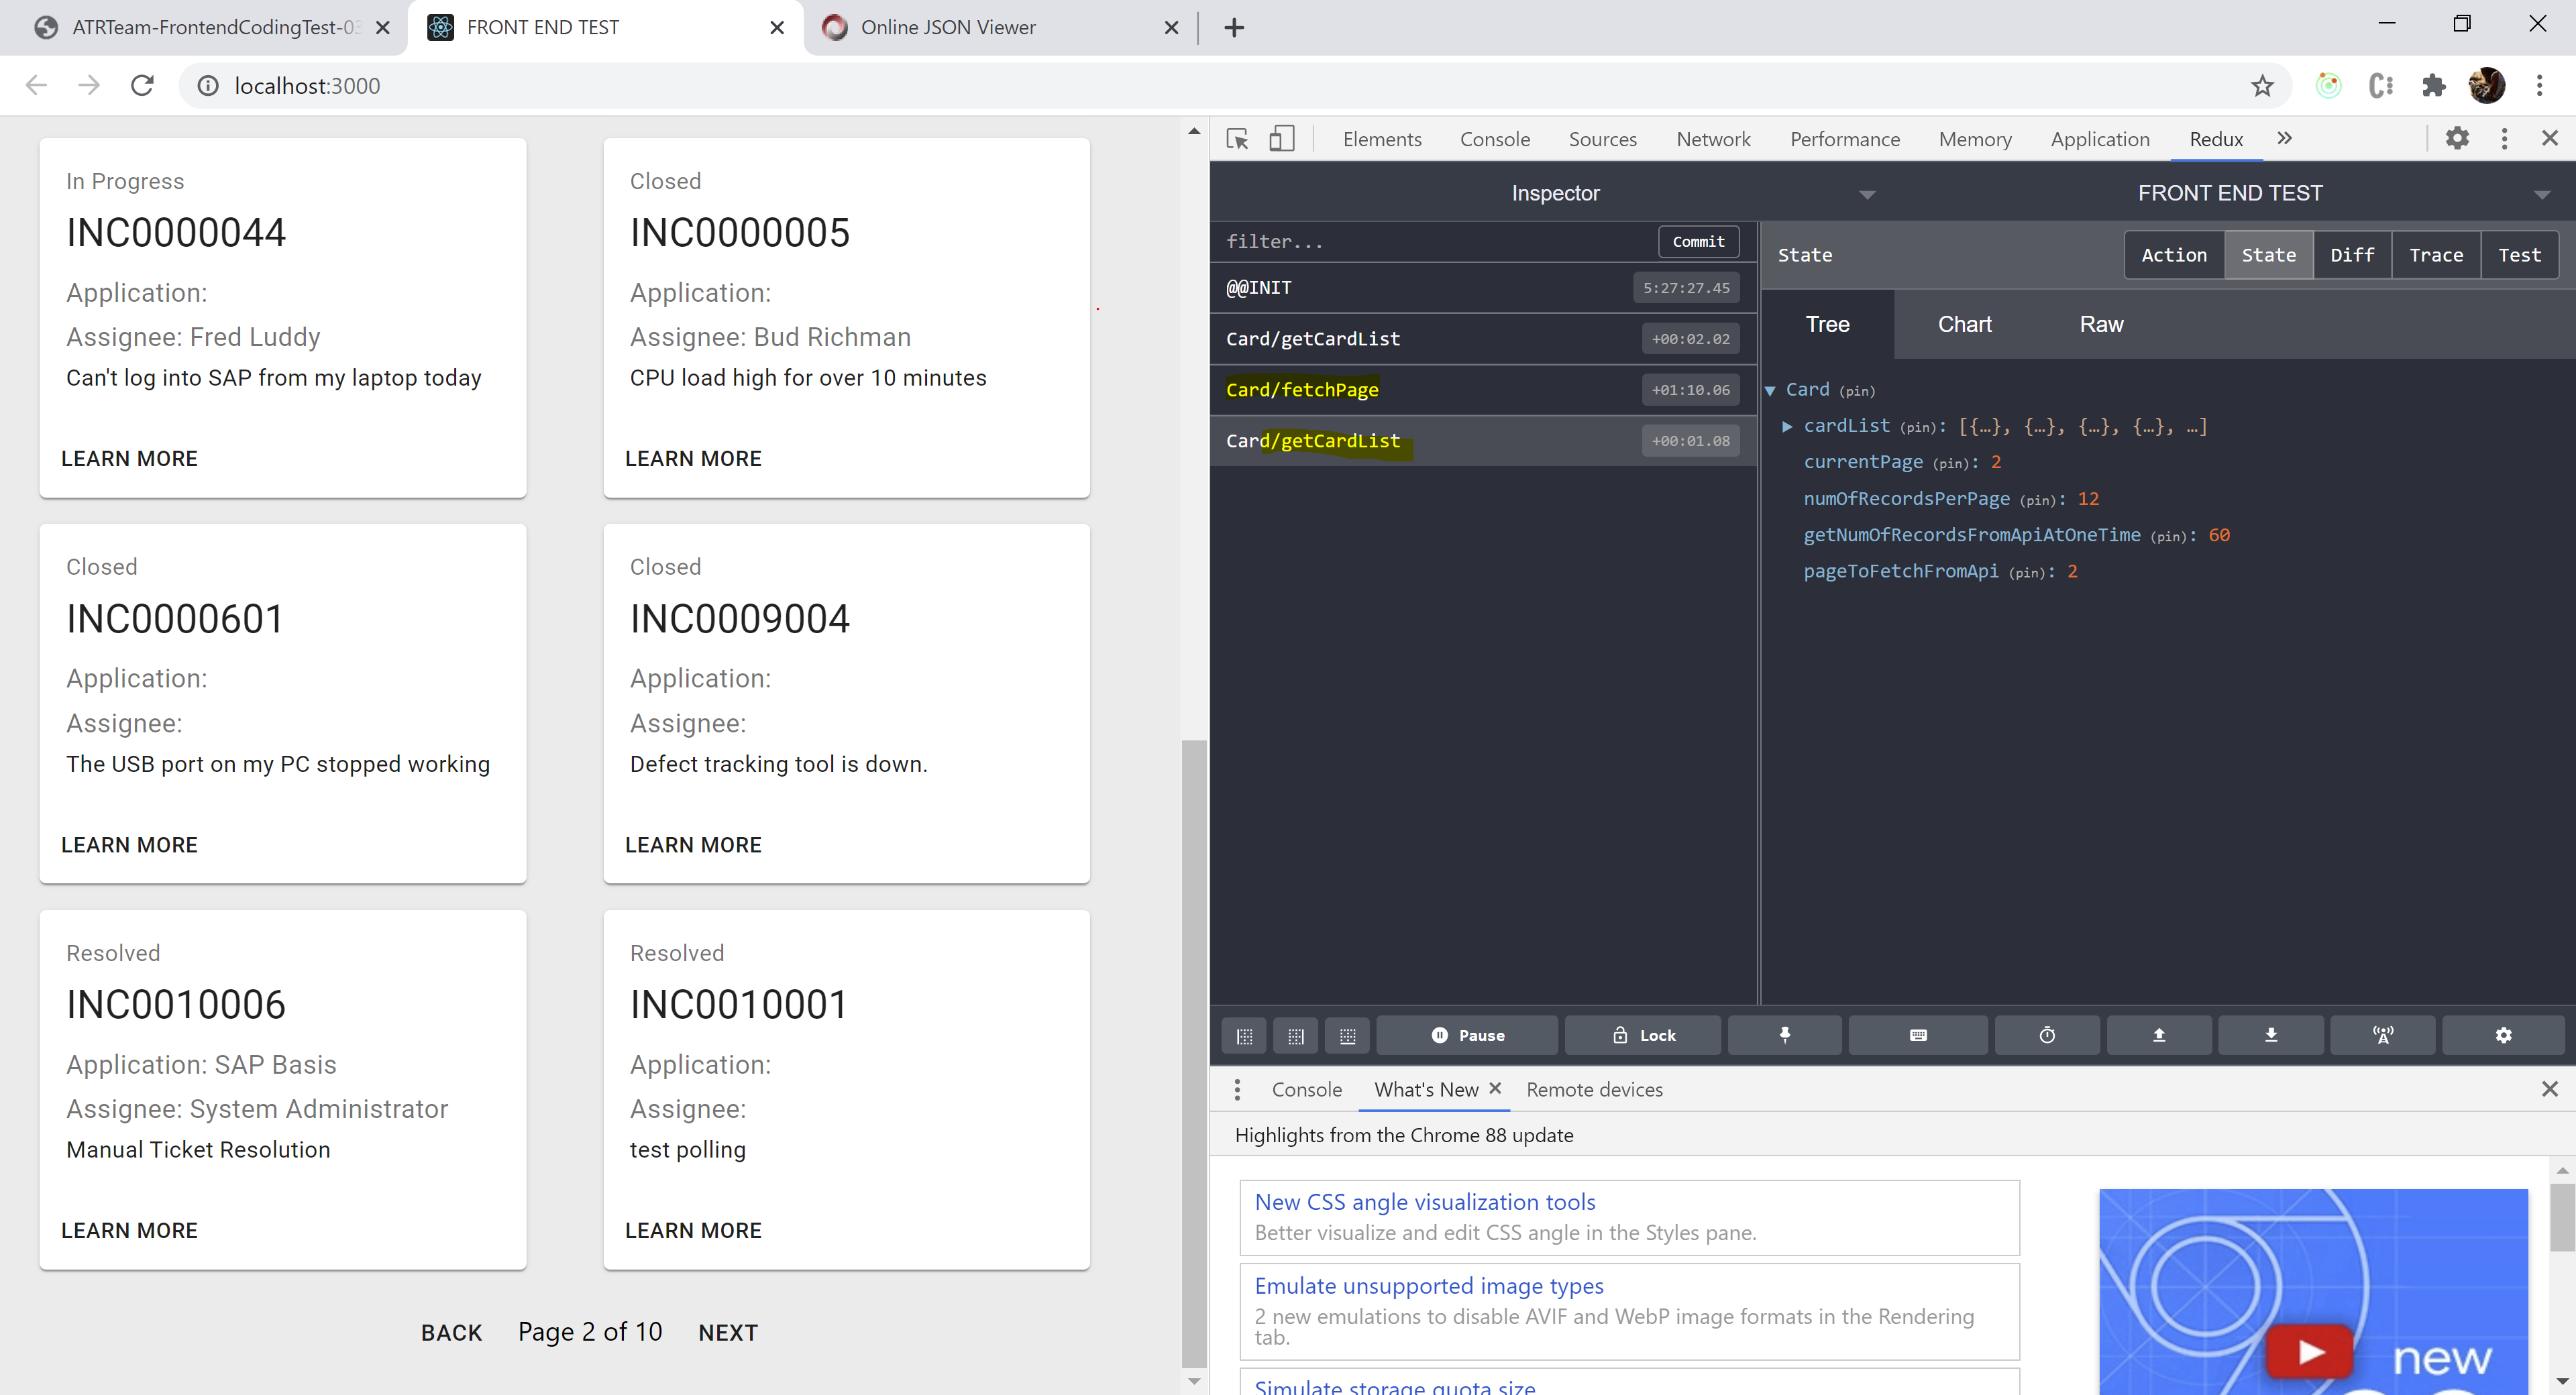 ATRTeam-FrontendCodingTest-03
FRONT END TEST
Online JSON Viewer
localhost:3000
In Progress
INC0000044
Application:
Assignee: Fred Luddy
Can't log into SAP from my laptop today
LEARN MORE
Closed
INC0000005
Application:
Assignee: Bud Richman
CPU load high for over 10 minutes
LEARN MORE
Closed
INC0000601
Application:
Assignee:
The USB port on my PC stopped working
LEARN MORE
Closed
INC0009004
Application:
Assignee:
Defect tracking tool is down.
LEARN MORE
Resolved
INC0010006
Application: SAP Basis
Assignee: System Administrator
Manual Ticket Resolution
LEARN MORE
Resolved
INC0010001
Application:
Assignee:
test polling
LEARN MORE
BACK Page 2 of 10 NEXT
Elements Console Sources Network Performance Memory Application Redux
Inspector
FRONT END TEST
filter... Commit
@@INIT 5:27:27.45
Card/getCardList +00:02.02
Card/fetchPage +01:10.06
Card/getCardList +00:01.08
State
Action State Diff Trace Test
Tree Chart Raw
Card (pin)
cardList (pin): [{…}, {…}, {…}, {…}, …]
currentPage (pin): 2
numOfRecordsPerPage (pin): 12
getNumOfRecordsFromApiAtOneTime (pin): 60
pageToFetchFromApi (pin): 2
Pause Lock
Console What's New Remote devices
Highlights from the Chrome 88 update
New CSS angle visualization tools
Better visualize and edit CSS angle in the Styles pane.
Emulate unsupported image types
2 new emulations to disable AVIF and WebP image formats in the Rendering
tab.
Simulate storage quota size
new